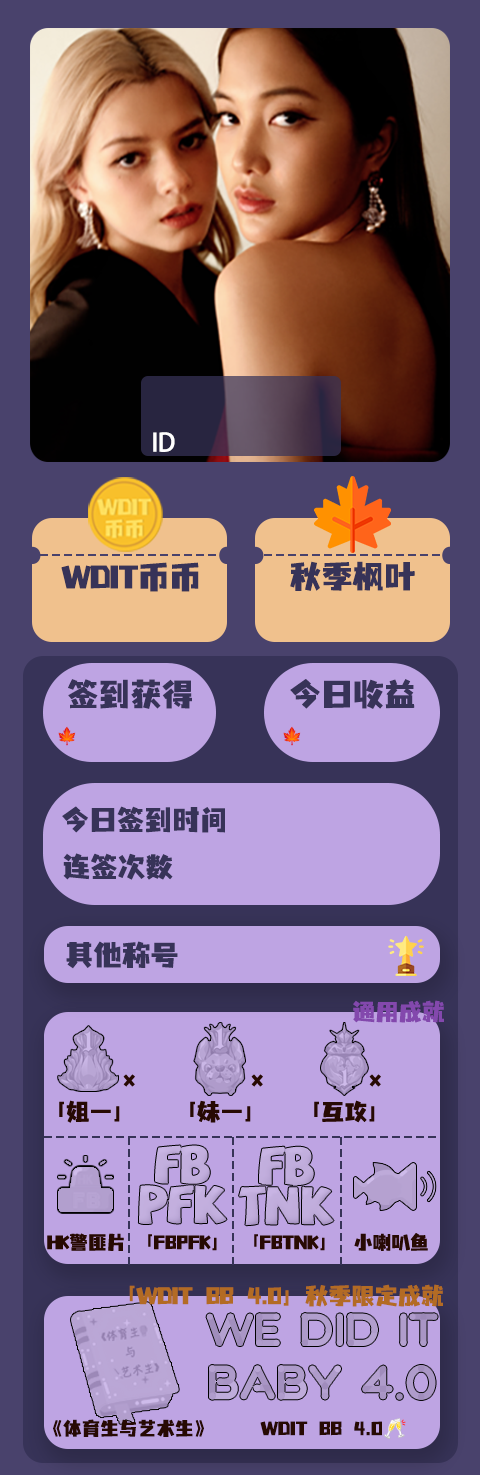 ID
WDIT
币币
WDIT币币
秋季枫叶
签到获得
今日收益
今日签到时间
连签次数
其他称号
通用成就
× × ×
「姐一」 「妹一」 「互攻」
FB
PFK
FB
TNK
HK警匪片 「FBPFK」 「FBTNK」 小喇叭鱼
「WDIT BB 4.0」 秋季限定成就
《体育生》
与
艺术生》
WE DID IT
BABY 4.0
《体育生与艺术生》 WDIT BB 4.0